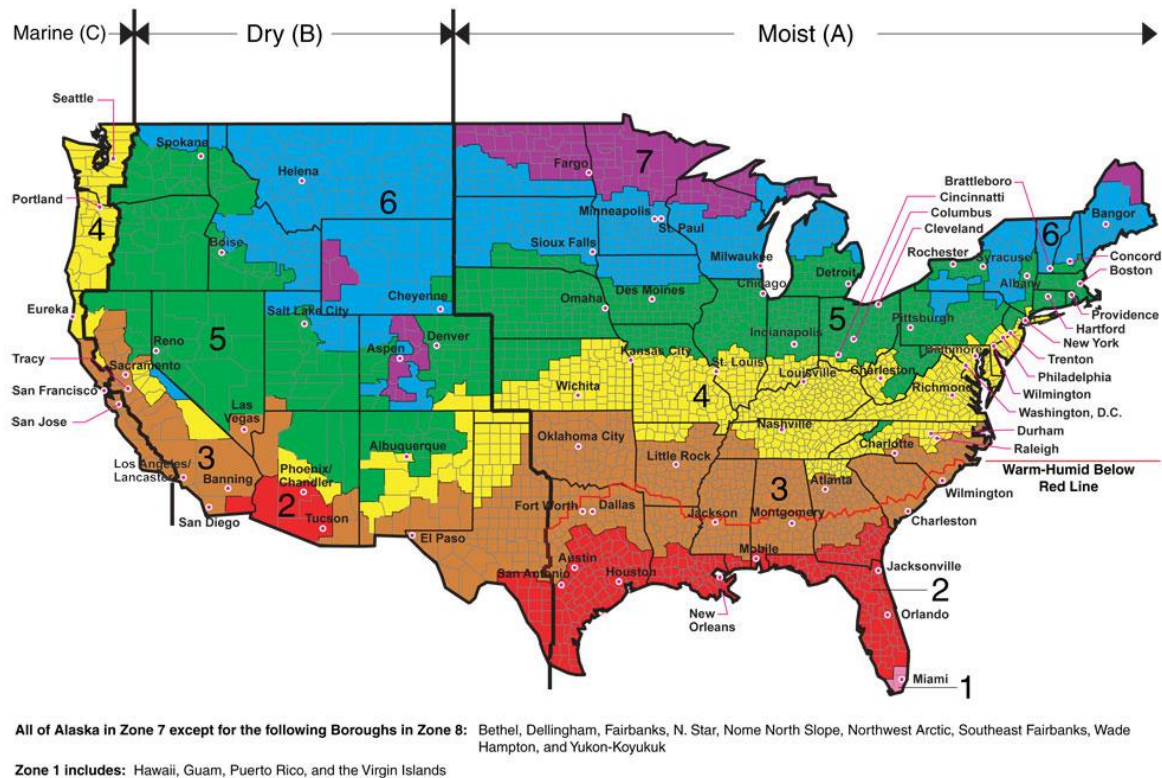 Marine (C)
Dry (B)
Moist (A)
Seattle
Spokane
Helena
Fargo
7
Portland
4
6
Minneapolis
St. Paul
Brattleboro
Cincinnatti
Columbus
Cleveland
Bangor
6
Boise
Sioux Falls
Milwaukee
Rochester
Syracuse
Concord
Albany
Boston
Detroit
Eureka
Cheyenne
Salt Lake City
Omaha
Des Moines
Chicago
5
Reno
5
Denver
Aspen
Indianapolis
Pittsburgh
Providence
Hartford
New York
Tracy
Sacramento
Kansas City
St. Louis
Baltimore
Trenton
San Francisco
Wichita
4
Louisville
Charleston
Philadelphia
Richmond
Wilmington
San Jose
Las
Vegas
Washington, D.C.
Albuquerque
Oklahoma City
Nashville
Durham
Charlotte
Raleigh
3
Los Angeles/
Lancaster
Banning
Phoenix/
Chandler
Little Rock
Atlanta
3
Warm-Humid Below
Red Line
2
Wilmington
San Diego
Tucson
Fort Worth
Dallas
Jackson
Montgomery
Charleston
El Paso
Mobile
Austin
San Antonio
Houston
Jacksonville
2
New
Orleans
Orlando
Miami
1
All of Alaska in Zone 7 except for the following Boroughs in Zone 8: Bethel, Dellingham, Fairbanks, N. Star, Nome North Slope, Northwest Arctic, Southeast Fairbanks, Wade
Hampton, and Yukon-Koyukuk
Zone 1 includes: Hawaii, Guam, Puerto Rico, and the Virgin Islands